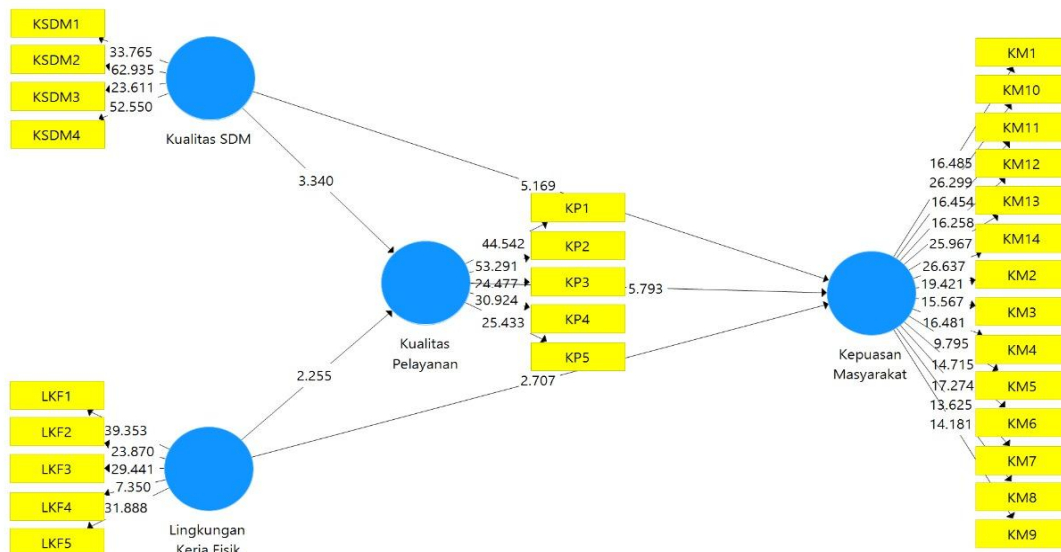 KSDM1
KSDM2
KSDM3
KSDM4
33.765
62.935
23.611
52.550
Kualitas SDM
3.340
5.169
KP1
KP2
KP3
KP4
KP5
44.542
53.291
24.477
30.924
25.433
Kualitas
Pelayanan
5.793
2.255
2.707
LKF1
LKF2
LKF3
LKF4
LKF5
39.353
23.870
29.441
7.350
31.888
Lingkungan
Kerja Fisik
Kepuasan
Masyarakat
16.485
26.299
16.454
16.258
25.967
26.637
19.421
15.567
16.481
9.795
14.715
17.274
13.625
14.181
KM1
KM10
KM11
KM12
KM13
KM14
KM2
KM3
KM4
KM5
KM6
KM7
KM8
KM9